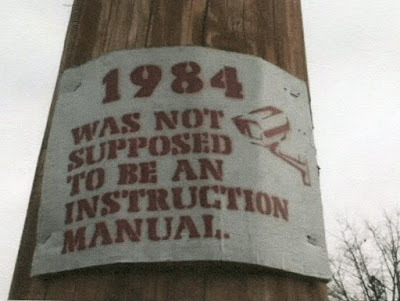 1984
WAS NOT
SUPPOSED
TO BE AN
INSTRUCTION
MANUAL.